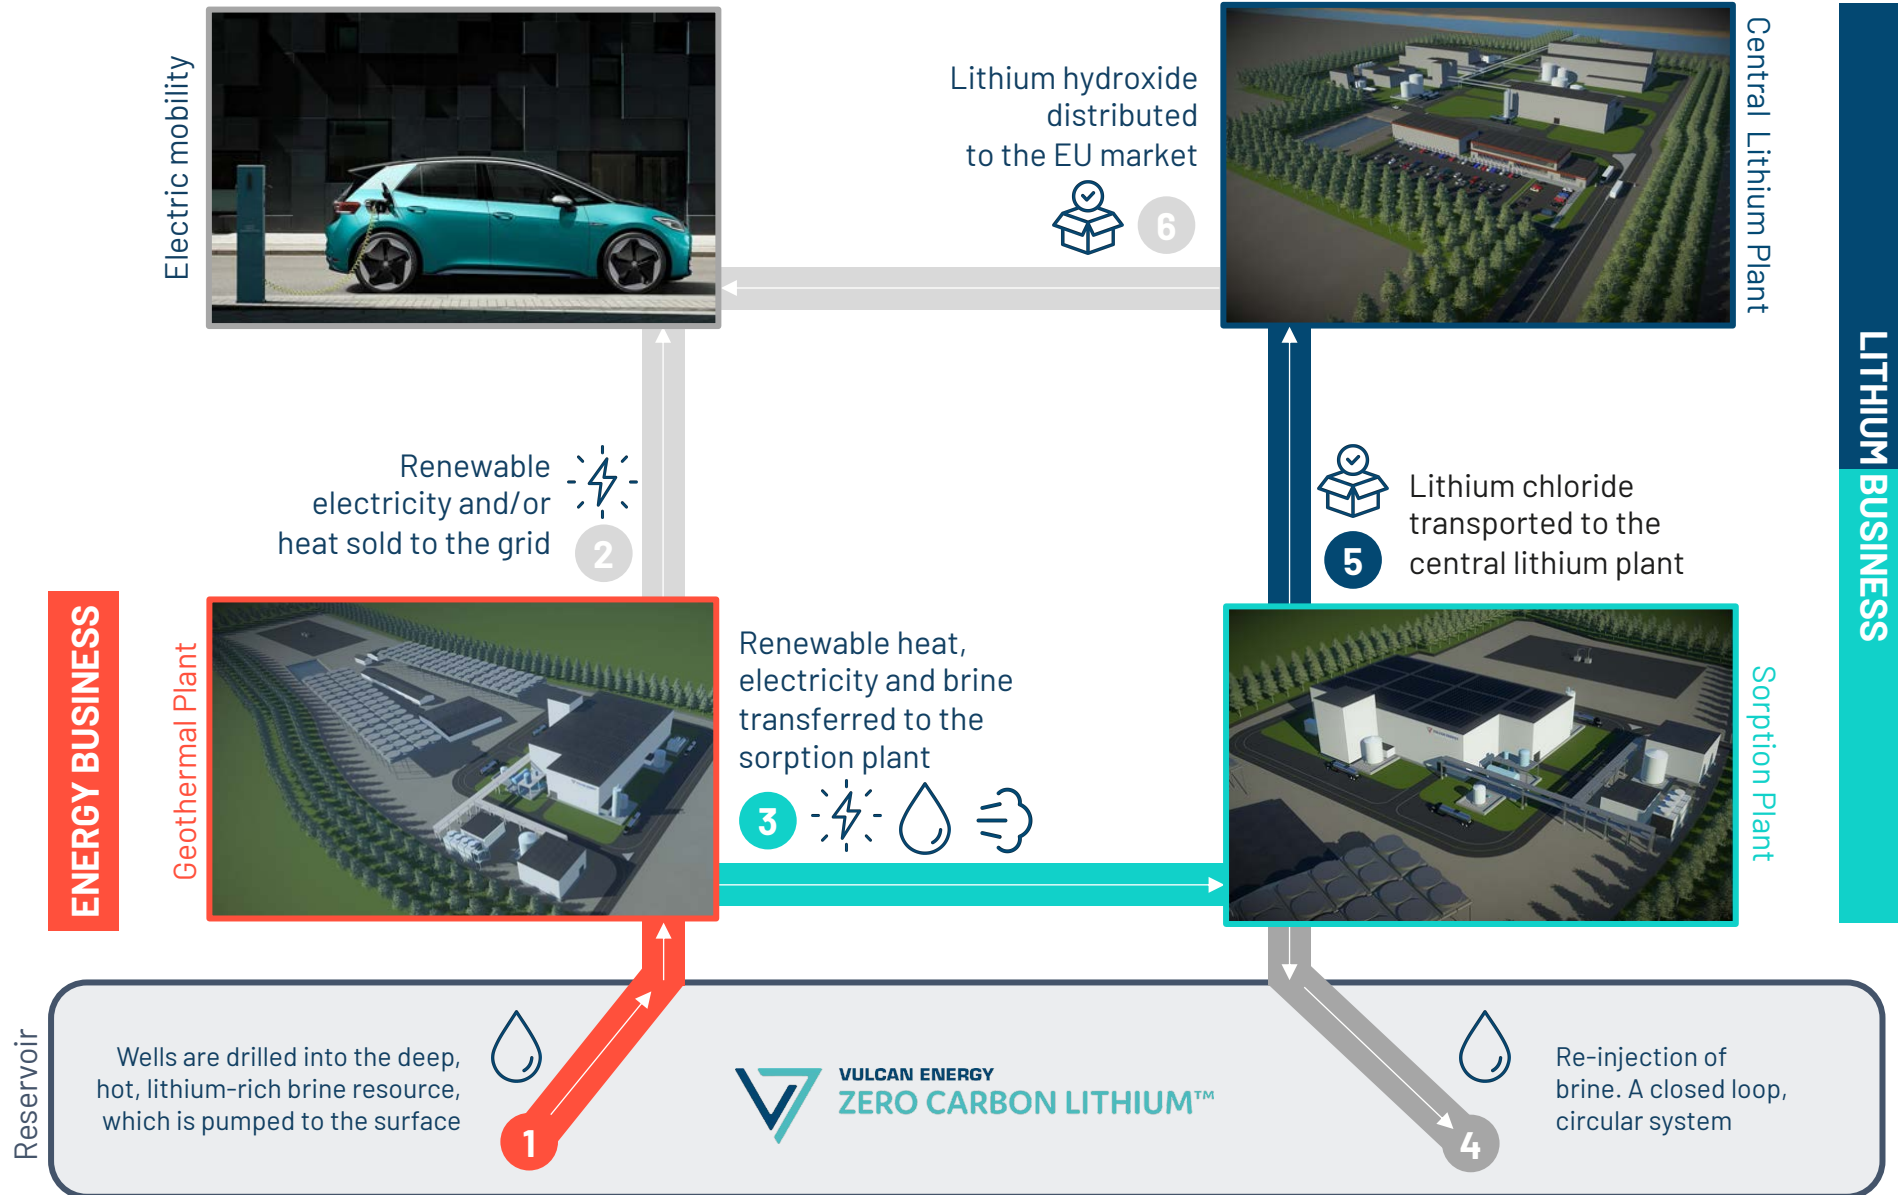 Electric mobility
Lithium hydroxide
distributed
to the EU market
6
Central Lithium Plant
LITHIUM BUSINESS
Renewable
electricity and/or
heat sold to the grid
2
5
Lithium chloride
transported to the
central lithium plant
ENERGY BUSINESS
Geothermal Plant
Renewable heat,
electricity and brine
transferred to the
sorption plant
3
Sorption Plant
Reservoir
Wells are drilled into the deep,
hot, lithium-rich brine resource,
which is pumped to the surface
1
VULCAN ENERGY
ZERO CARBON LITHIUM™
4
Re-injection of
brine. A closed loop,
circular system